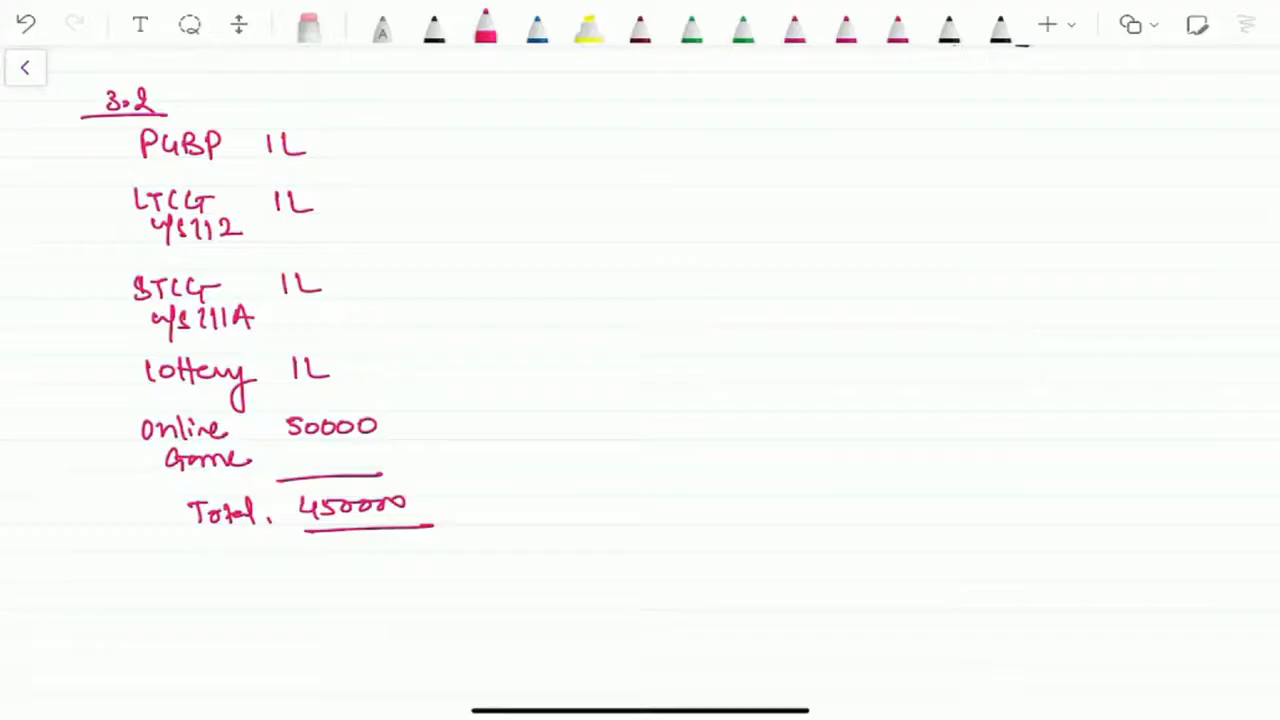 3.2
PGBP 1L
LTCG 1L
u/s 112
STCG 1L
u/s 111A
lottery 1L
online 50000
Game
Total. 450000